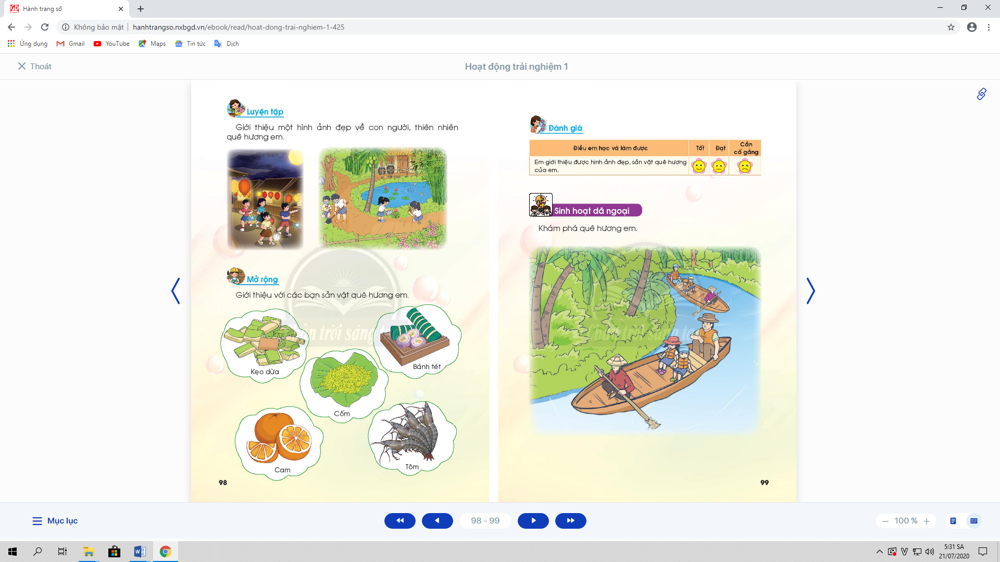 Hành trang số
Không bảo mật
hanhtrangso.nxbgd.vn/ebook/read/hoat-dong-trai-nghiem-1-425
Ứng dụng
Gmail
YouTube
Maps
Tin tức
Dịch
Thoát
Hoạt động trải nghiệm 1
Luyện tập
Giới thiệu một hình ảnh đẹp về con người, thiên nhiên
quê hương em.
Mở rộng
Giới thiệu với các bạn sản vật quê hương em.
Kẹo dừa
Bánh tét
Cốm
Cam
Tôm
98
Đánh giá
Điều em học và làm được
Tốt
Đạt
Cần
cố gắng
Em giới thiệu được hình ảnh đẹp, sản vật quê hương
của em.
Sinh hoạt dã ngoại
Khám phá quê hương em.
Chân trời sáng tạo
99
Mục lục
98 - 99
100 %
5:31 SA
21/07/2020